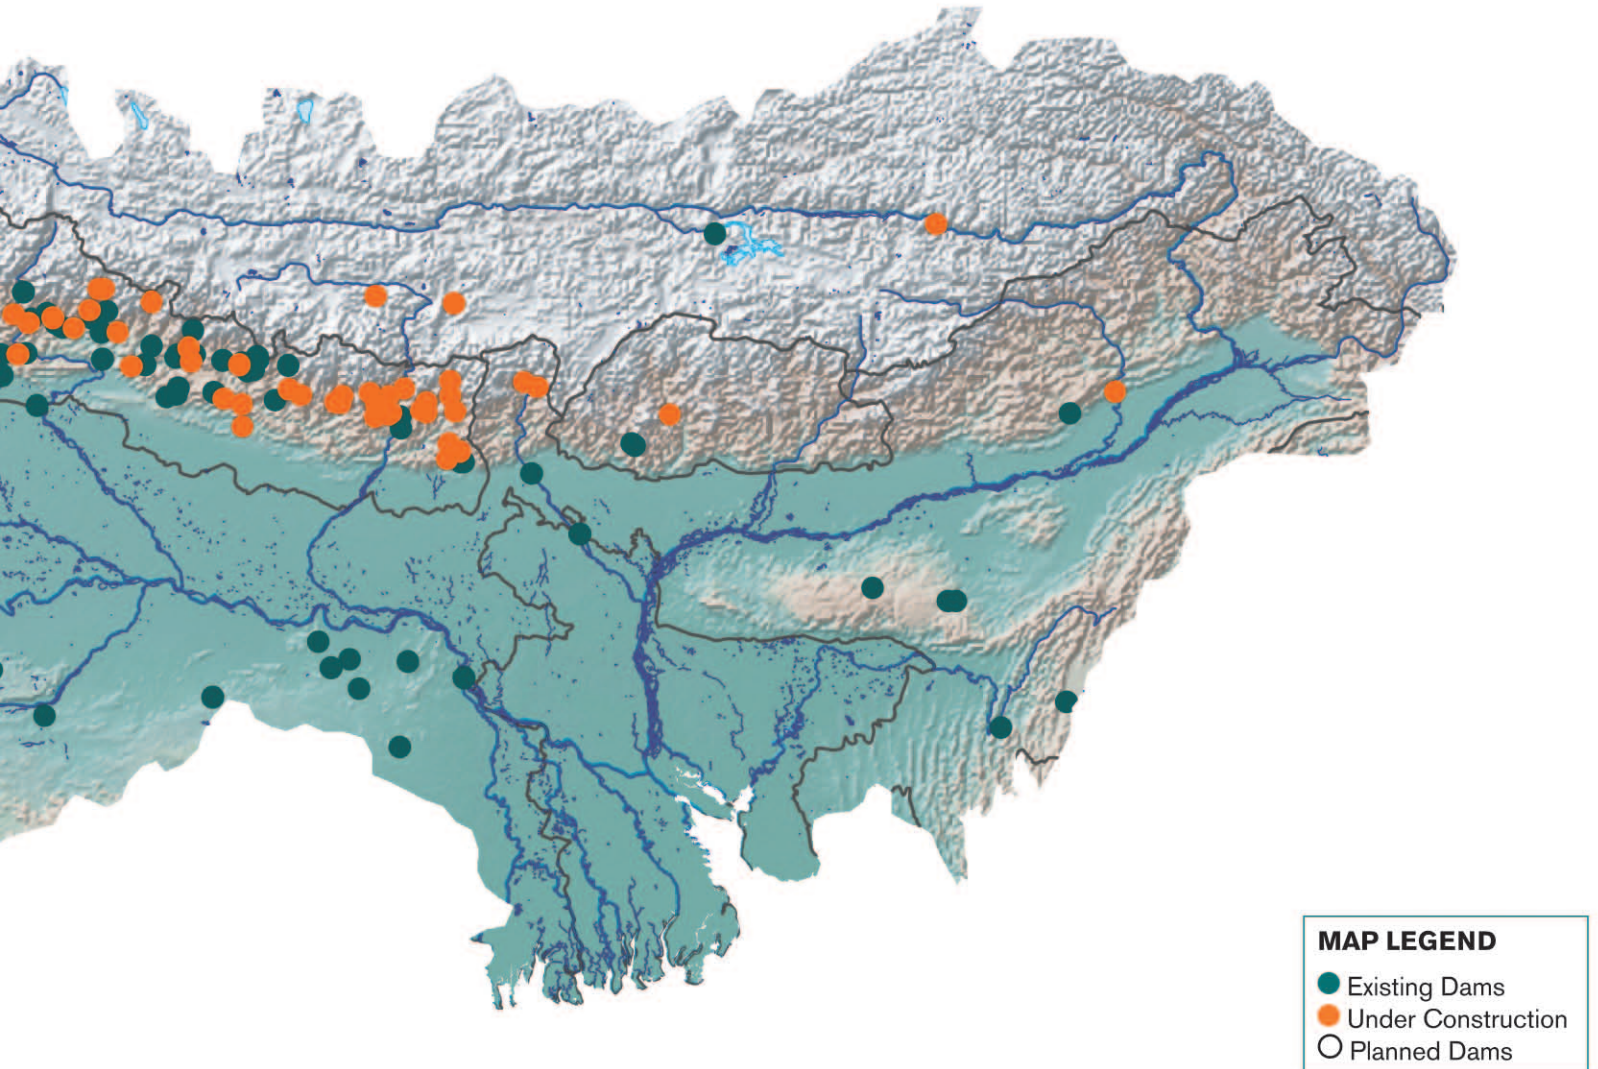 MAP LEGEND
Existing Dams
Under Construction
Planned Dams